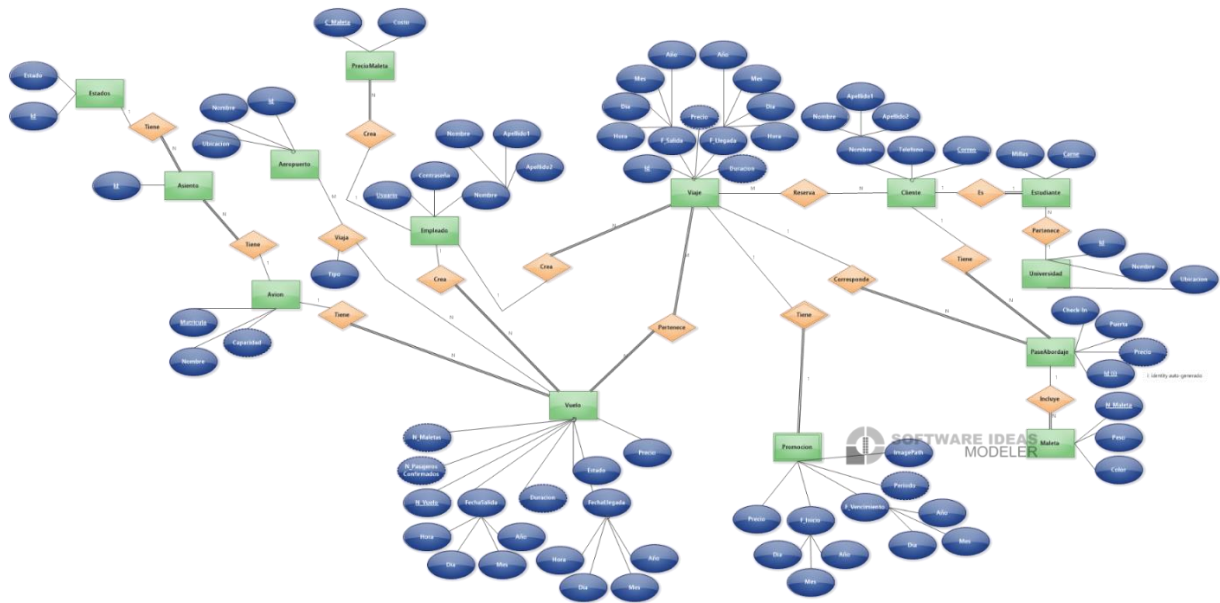 C_Maleta
Costo
PrecioMaleta
Estado
Estados
Id
Tiene
Nombre
Id
Ubicacion
Aeropuerto
Crea
Id
Asiento
Nombre
Apellido1
Apellido2
Contraseña
Usuario
Nombre
Empleado
Tiene
Viaja
Tipo
Crea
Avion
Matricula
Capacidad
Nombre
Tiene
Año
Año
Mes
Mes
Dia
Dia
Precio
Hora
F_Salida
F_Llegada
Hora
Id
Duracion
Viaje
Reserva
Crea
Pertenece
Corresponde
Tiene
Apellido1
Nombre
Apellido2
Nombre
Telefono
Correo
Cliente
Es
Millas
Carne
Estudiante
Pertenece
Id
Universidad
Nombre
Ubicacion
Tiene
Check-In
Puerta
PaseAbordaje
Precio
Id
I: identity auto-generado
Incluye
N_Maleta
Maleta
Peso
Color
Vuelo
N_Maletas
N_Pasajeros
Confirmados
N_Vuelo
FechaSalida
Duracion
Estado
FechaLlegada
Precio
Hora
Dia
Mes
Año
Hora
Dia
Mes
Año
Promocion
SOFTWARE IDEAS
MODELER
ImagePath
Periodo
F_Vencimiento
Precio
F_Inicio
Dia
Mes
Año
Dia
Mes
Año